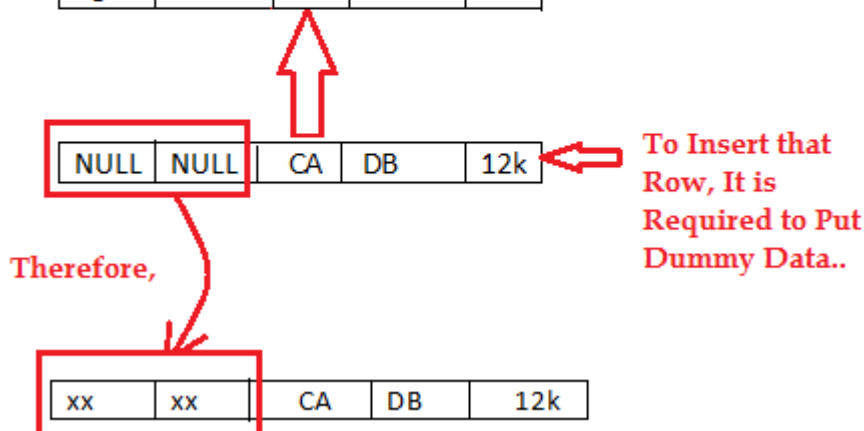 NULL NULL CA DB 12k
To Insert that
Row, It is
Required to Put
Dummy Data..
Therefore,
xx xx CA DB 12k